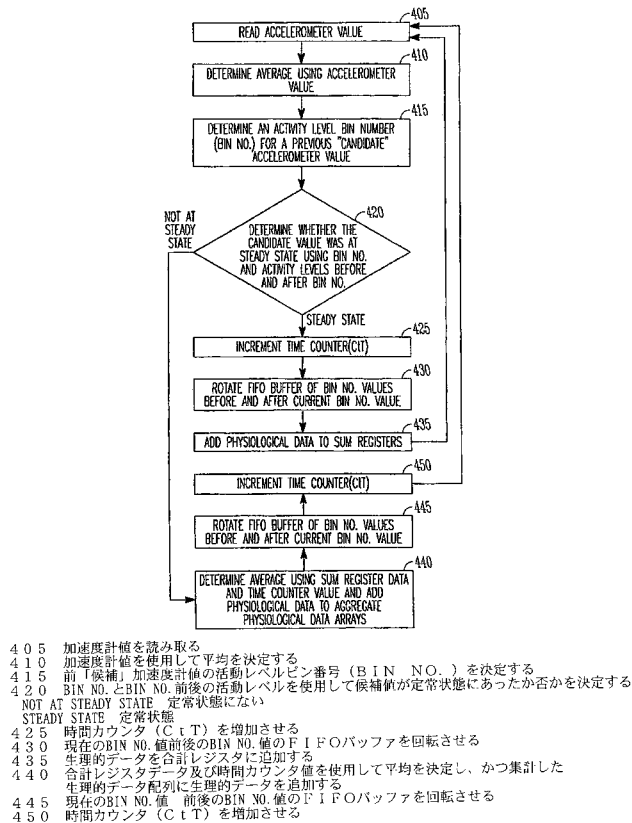 405
READ ACCELEROMETER VALUE
410
DETERMINE AVERAGE USING ACCELEROMETER
VALUE
415
DETERMINE AN ACTIVITY LEVEL BIN NUMBER
(BIN NO.) FOR A PREVIOUS "CANDIDATE"
ACCELEROMETER VALUE
NOT AT
STEADY
STATE
420
DETERMINE WHETHER THE
CANDIDATE VALUE WAS AT
STEADY STATE USING BIN NO.
AND ACTIVITY LEVELS BEFORE
AND AFTER BIN NO.
STEADY STATE
425
INCREMENT TIME COUNTER(CtT)
430
ROTATE FIFO BUFFER OF BIN NO. VALUES
BEFORE AND AFTER CURRENT BIN NO. VALUE
435
ADD PHYSIOLOGICAL DATA TO SUM REGISTERS
450
INCREMENT TIME COUNTER(CtT)
445
ROTATE FIFO BUFFER OF BIN NO. VALUES
BEFORE AND AFTER CURRENT BIN NO. VALUE
440
DETERMINE AVERAGE USING SUM REGISTER DATA
AND TIME COUNTER VALUE AND ADD
PHYSIOLOGICAL DATA TO AGGREGATE
PHYSIOLOGICAL DATA ARRAYS
405 加速度計値を読み取る
410 加速度計値を使用して平均を決定する
415 前「候補」加速度計値の活動レベルビン番号(BIN NO.)を決定する
420 BIN NO.とBIN NO.前後の活動レベルを使用して候補値が定常状態にあったか否かを決定する
NOT AT STEADY STATE 定常状態にない
STEADY STATE 定常状態
425 時間カウンタ(CtT)を増加させる
430 現在のBIN NO.値前後のBIN NO.値のFIFOバッファを回転させる
435 生理的データを合計レジスタに追加する
440 合計レジスタデータ及び時間カウンタ値を使用して平均を決定し、かつ集計した
生理的データ配列に生理的データを追加する
445 現在のBIN NO.値 前後のBIN NO.値のFIFOバッファを回転させる
450 時間カウンタ(CtT)を増加させる